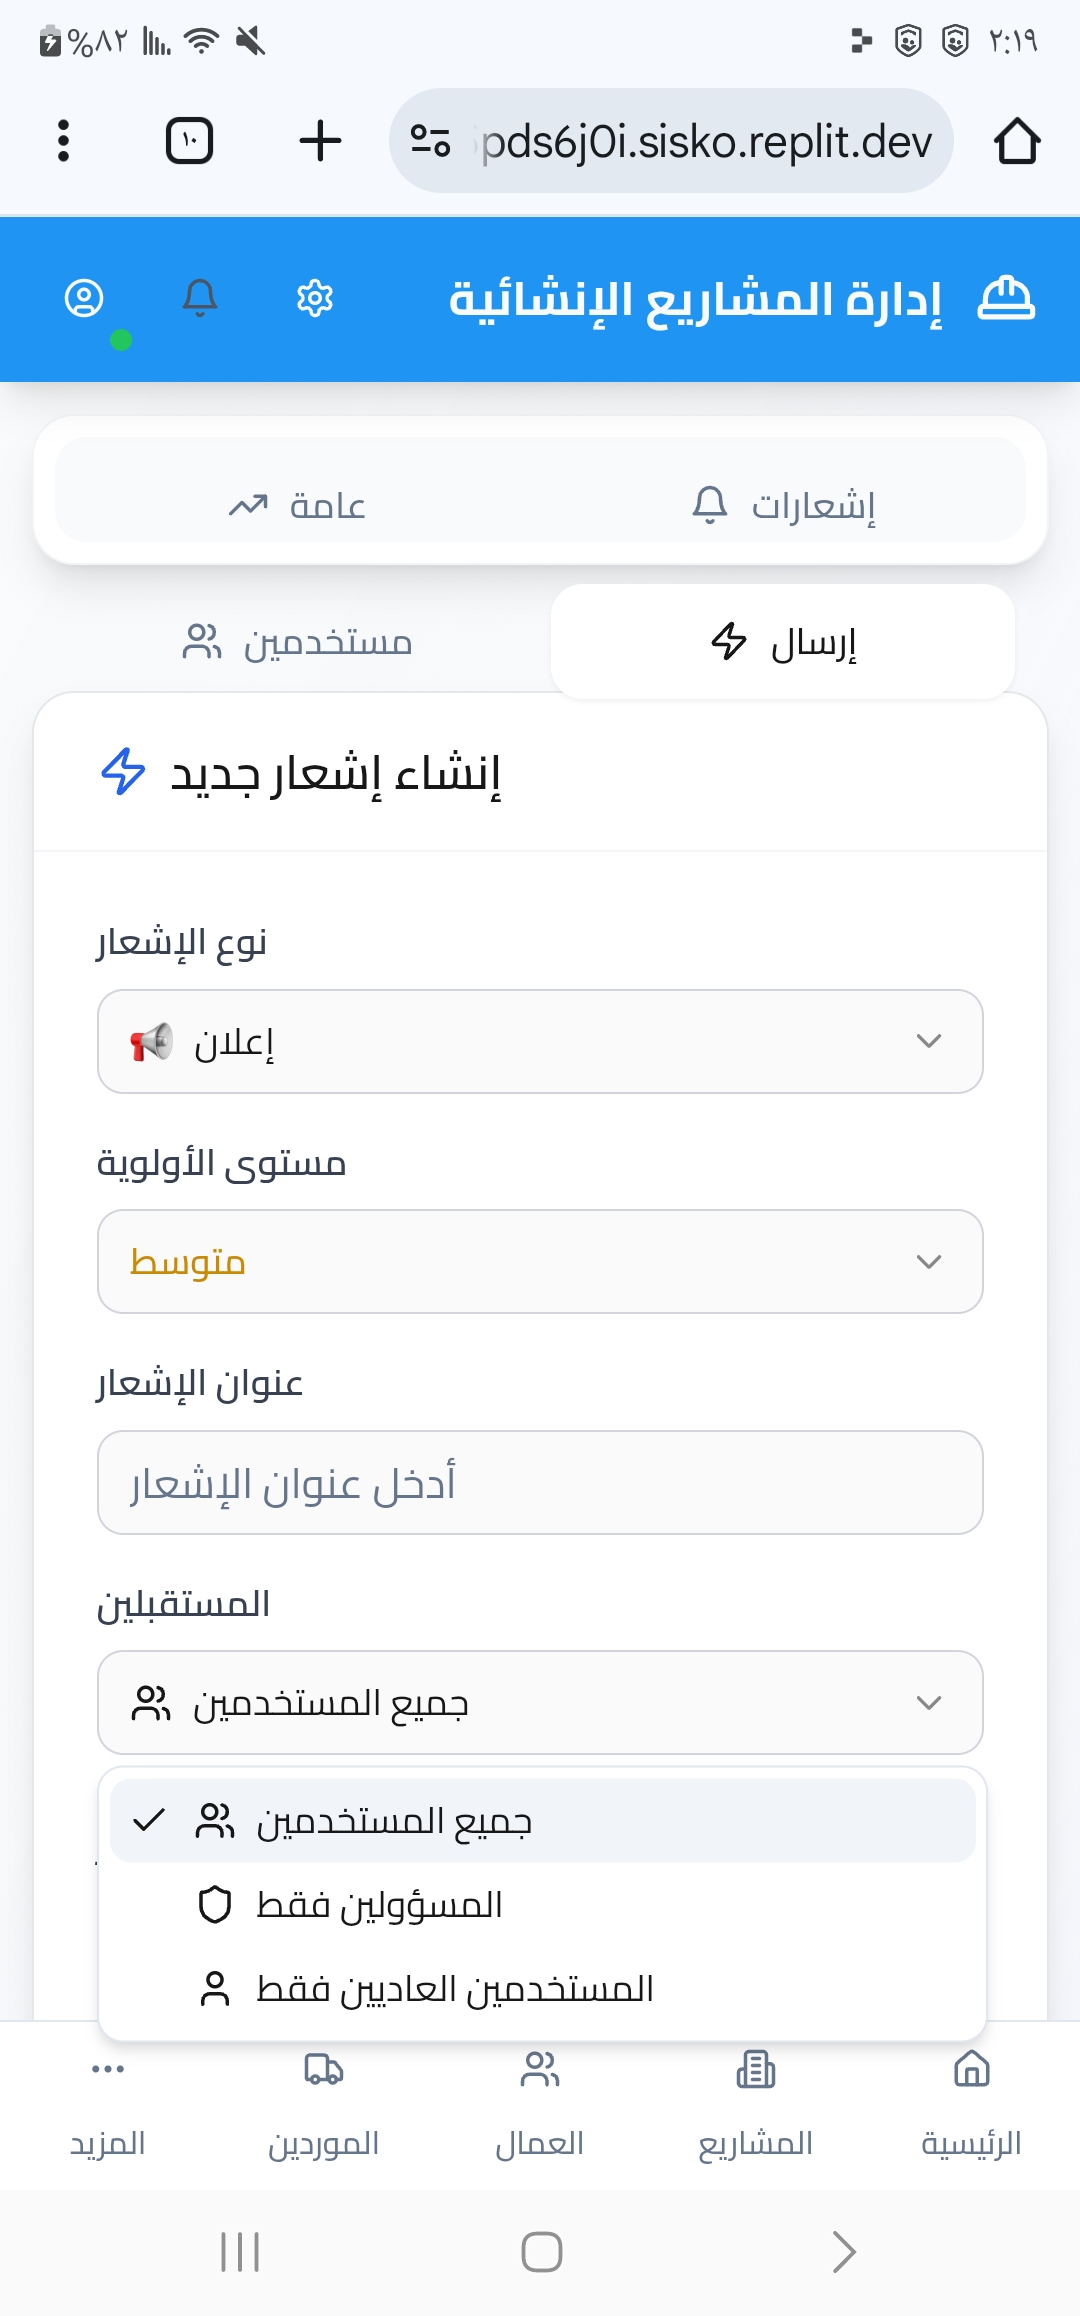 ٢:١٩ %٨٢
١٠ pds6j0i.sisko.replit.dev
إدارة المشاريع الإنشائية
إشعارات عامة
إرسال مستخدمين
إنشاء إشعار جديد
نوع الإشعار
إعلان
مستوى الأولوية
متوسط
عنوان الإشعار
أدخل عنوان الإشعار
المستقبلين
جميع المستخدمين
جميع المستخدمين
المسؤولين فقط
المستخدمين العاديين فقط
الرئيسية المشاريع العمال الموردين المزيد